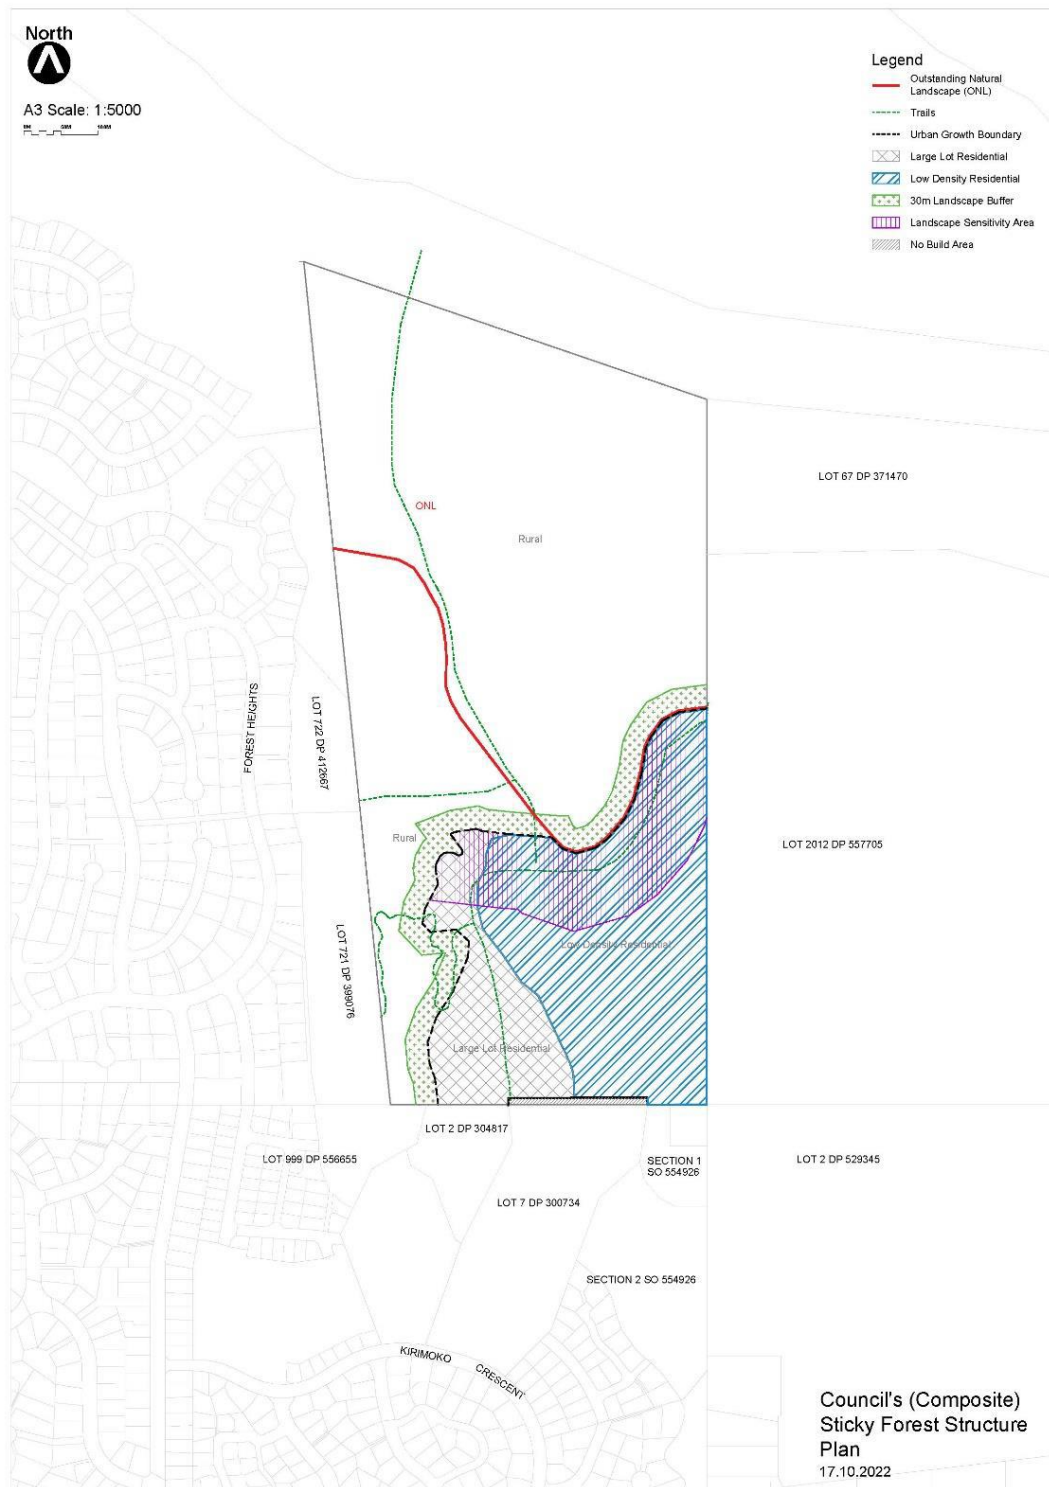 North
A3 Scale: 1:5000
Legend
Outstanding Natural
Landscape (ONL)
Trails
Urban Growth Boundary
Large Lot Residential
Low Density Residential
30m Landscape Buffer
Landscape Sensitivity Area
No Build Area
LOT 67 DP 371470
ONL
Rural
FOREST HEIGHTS
LOT 722 DP 412667
Rural
LOT 2012 DP 557705
LOT 721 DP 399076
Low Density Residential
Large Lot Residential
LOT 2 DP 304817
LOT 999 DP 556655
SECTION 1
SO 554926
LOT 2 DP 529345
LOT 7 DP 300734
SECTION 2 SO 554926
KIRIMOKO CRESCENT
Council's (Composite)
Sticky Forest Structure
Plan
17.10.2022